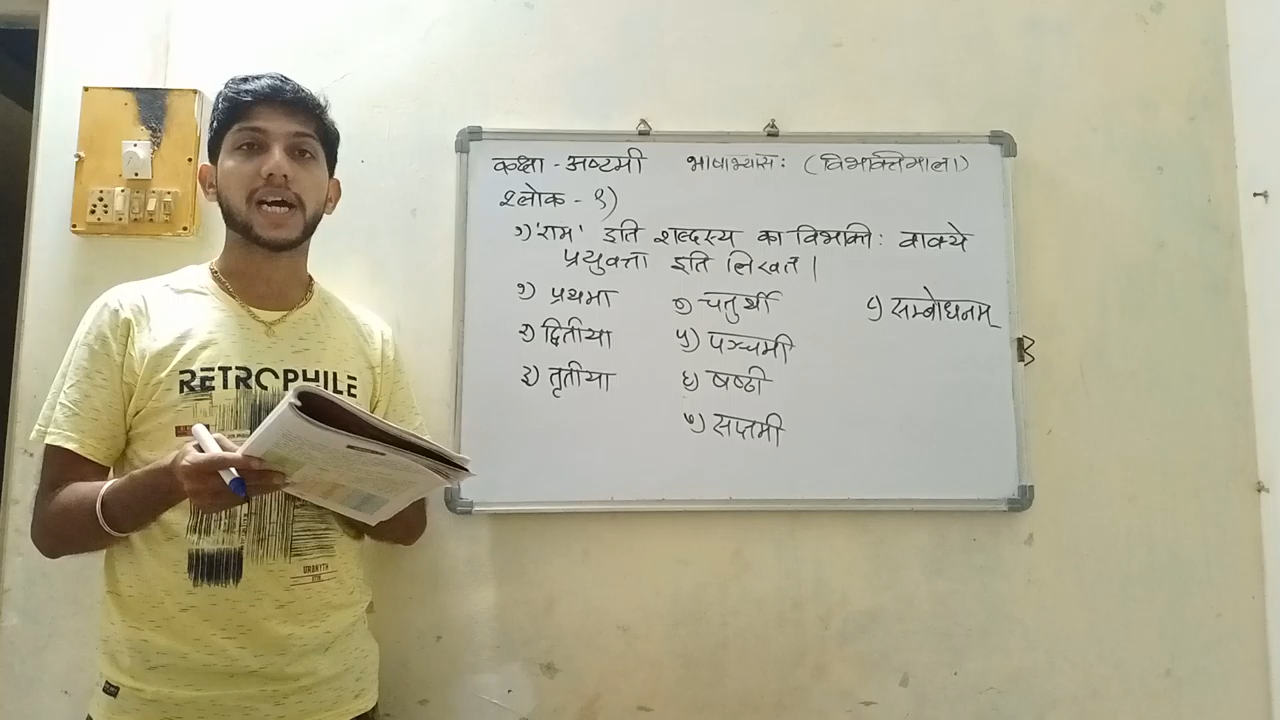 कक्षा - अष्टमी भाषाभ्यासः (विभक्तिमाला)
श्लोक - १)
१) 'राम' इति शब्दस्य का विभक्तिः वाक्ये
प्रयुक्ता इति लिखत।
१) प्रथमा
२) द्वितीया
३) तृतीया
४) चतुर्थी
५) पञ्चमी
६) षष्ठी
७) सप्तमी
८) सम्बोधनम्
RETROPHILE
URBNYTH